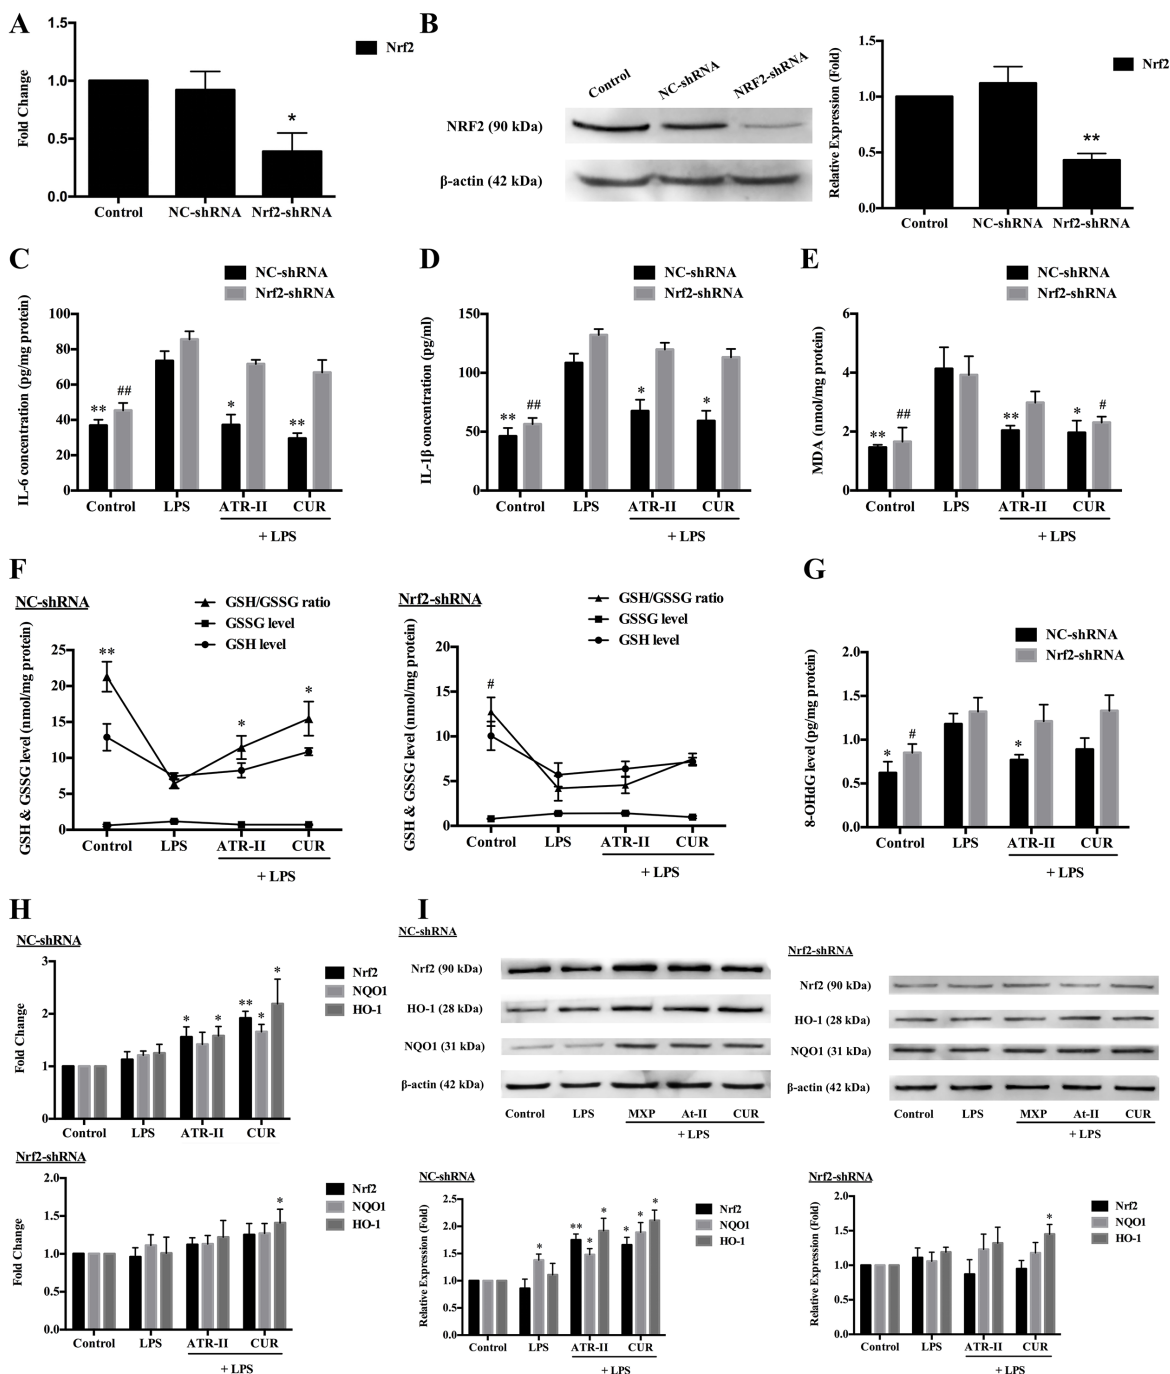 A
1.5
1.0
0.5
0.0
Fold Change
*
Control
NC-shRNA
Nrf2-shRNA
Nrf2
B
Control
NC-shRNA
NRF2-shRNA
NRF2 (90 kDa)
β-actin (42 kDa)
1.5
1.0
0.5
0.0
Relative Expression (Fold)
**
Control
NC-shRNA
Nrf2-shRNA
Nrf2
C
NC-shRNA
Nrf2-shRNA
100
80
60
40
20
0
IL-6 concentration (pg/mg protein)
**
##
*
**
Control
LPS
ATR-II
CUR
+ LPS
D
NC-shRNA
Nrf2-shRNA
150
100
50
0
IL-1β concentration (pg/ml)
**
##
*
*
Control
LPS
ATR-II
CUR
+ LPS
E
NC-shRNA
Nrf2-shRNA
6
4
2
0
MDA (nmol/mg protein)
**
##
**
*
#
Control
LPS
ATR-II
CUR
+ LPS
F
NC-shRNA
GSH/GSSG ratio
GSSG level
GSH level
25
20
15
10
5
0
GSH & GSSG level (nmol/mg protein)
**
*
*
Control
LPS
ATR-II
CUR
+ LPS
Nrf2-shRNA
GSH/GSSG ratio
GSSG level
GSH level
20
15
10
5
0
GSH & GSSG level (nmol/mg protein)
#
Control
LPS
ATR-II
CUR
+ LPS
G
NC-shRNA
Nrf2-shRNA
2.0
1.5
1.0
0.5
0.0
8-OHdG level (pg/mg protein)
*
#
*
Control
LPS
ATR-II
CUR
+ LPS
H
NC-shRNA
3
2
1
0
Fold Change
*
*
**
*
*
Control
LPS
ATR-II
CUR
Nrf2
NQO1
HO-1
Nrf2-shRNA
2.0
1.5
1.0
0.5
0.0
Fold Change
*
Control
LPS
ATR-II
CUR
+ LPS
Nrf2
NQO1
HO-1
I
NC-shRNA
Nrf2 (90 kDa)
HO-1 (28 kDa)
NQO1 (31 kDa)
β-actin (42 kDa)
Control
LPS
MXP
At-II
CUR
+ LPS
Nrf2-shRNA
Nrf2 (90 kDa)
HO-1 (28 kDa)
NQO1 (31 kDa)
β-actin (42 kDa)
Control
LPS
MXP
At-II
CUR
+ LPS
NC-shRNA
2.5
2.0
1.5
1.0
0.5
0.0
Relative Expression (Fold)
*
**
*
*
*
*
*
Control
LPS
ATR-II
CUR
+ LPS
Nrf2
NQO1
HO-1
Nrf2-shRNA
2.0
1.5
1.0
0.5
0.0
Relative Expression (Fold)
*
Control
LPS
ATR-II
CUR
+ LPS
Nrf2
NQO1
HO-1